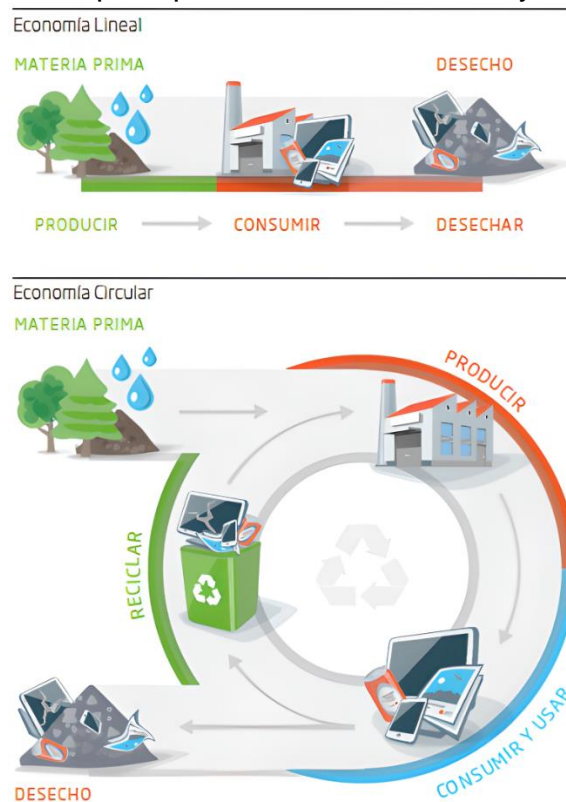 Economía Lineal
MATERIA PRIMA
DESECHO
PRODUCIR
CONSUMIR
DESECHAR
Economía Circular
MATERIA PRIMA
PRODUCIR
RECICLAR
CONSUMIR Y USAR
DESECHO